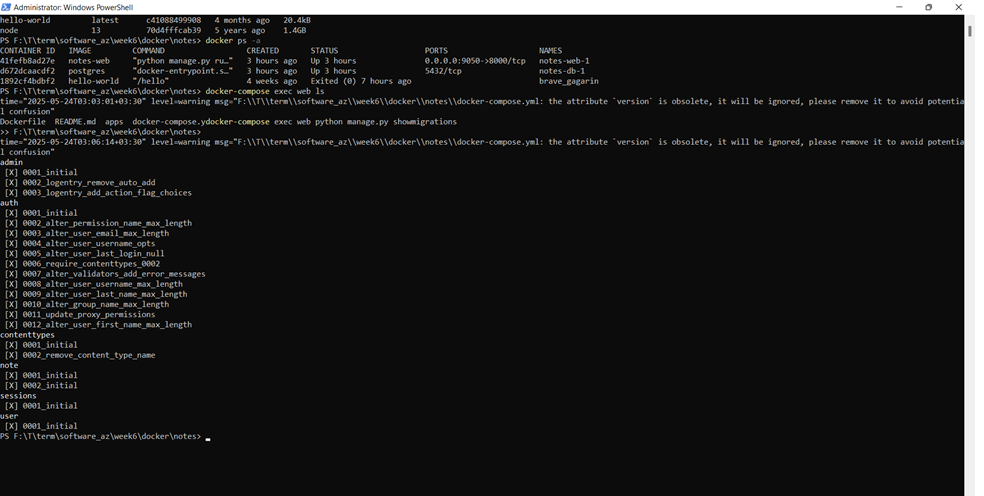 Administrator: Windows PowerShell
hello-world latest c41088499908 4 months ago 20.4kB
node 13 70d4fffcab39 5 years ago 1.4GB
PS F:\T\term\software_az\week6\docker\notes> docker ps -a
CONTAINER ID IMAGE COMMAND CREATED STATUS PORTS NAMES
41fefb8ad27e notes-web "python manage.py ru…" 3 hours ago Up 3 hours 0.0.0.0:9050->8000/tcp notes-web-1
d672dcaacdf2 postgres "docker-entrypoint.s…" 3 hours ago Up 3 hours 5432/tcp notes-db-1
1892cf4bdbf2 hello-world "/hello" 4 weeks ago Exited (0) 7 hours ago brave_gagarin
PS F:\T\term\software_az\week6\docker\notes> docker-compose exec web ls
time="2025-05-24T03:03:01+03:30" level=warning msg="F:\\T\\term\\software_az\\week6\\docker\\notes\\docker-compose.yml: the attribute `version` is obsolete, it will be ignored, please remove it to avoid potentia
l confusion"
Dockerfile README.md apps docker-compose.ydocker-compose exec web python manage.py showmigrations
>> F:\T\term\software_az\week6\docker\notes>
time="2025-05-24T03:06:14+03:30" level=warning msg="F:\\T\\term\\software_az\\week6\\docker\\notes\\docker-compose.yml: the attribute `version` is obsolete, it will be ignored, please remove it to avoid potentia
l confusion"
admin
[X] 0001_initial
[X] 0002_logentry_remove_auto_add
[X] 0003_logentry_add_action_flag_choices
auth
[X] 0001_initial
[X] 0002_alter_permission_name_max_length
[X] 0003_alter_user_email_max_length
[X] 0004_alter_user_username_opts
[X] 0005_alter_user_last_login_null
[X] 0006_require_contenttypes_0002
[X] 0007_alter_validators_add_error_messages
[X] 0008_alter_user_username_max_length
[X] 0009_alter_user_last_name_max_length
[X] 0010_alter_group_name_max_length
[X] 0011_update_proxy_permissions
[X] 0012_alter_user_first_name_max_length
contenttypes
[X] 0001_initial
[X] 0002_remove_content_type_name
note
[X] 0001_initial
[X] 0002_initial
sessions
[X] 0001_initial
user
[X] 0001_initial
PS F:\T\term\software_az\week6\docker\notes>